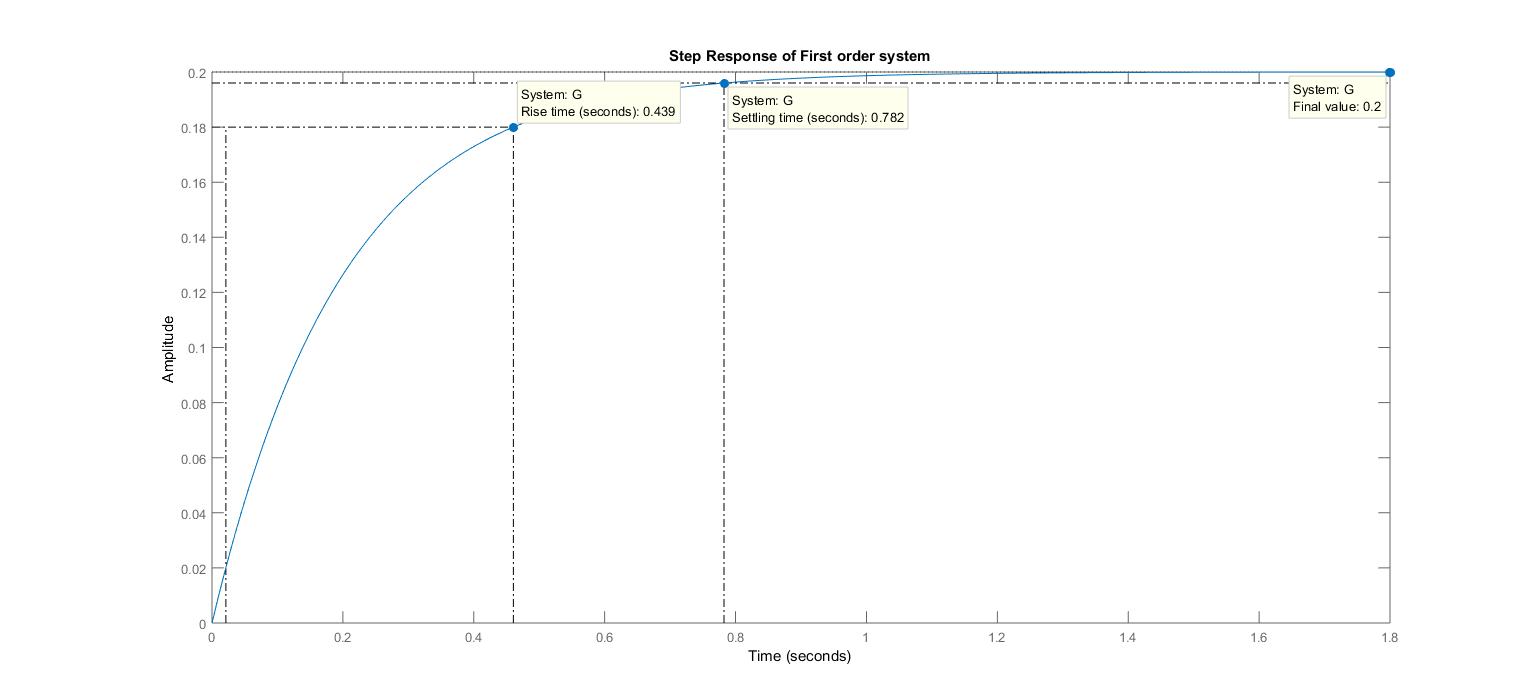 Step Response of First order system
System: G
Rise time (seconds): 0.439
System: G
Settling time (seconds): 0.782
System: G
Final value: 0.2
0.2
0.18
0.16
0.14
0.12
0.1
0.08
0.06
0.04
0.02
0
Amplitude
0 0.2 0.4 0.6 0.8 1 1.2 1.4 1.6 1.8
Time (seconds)